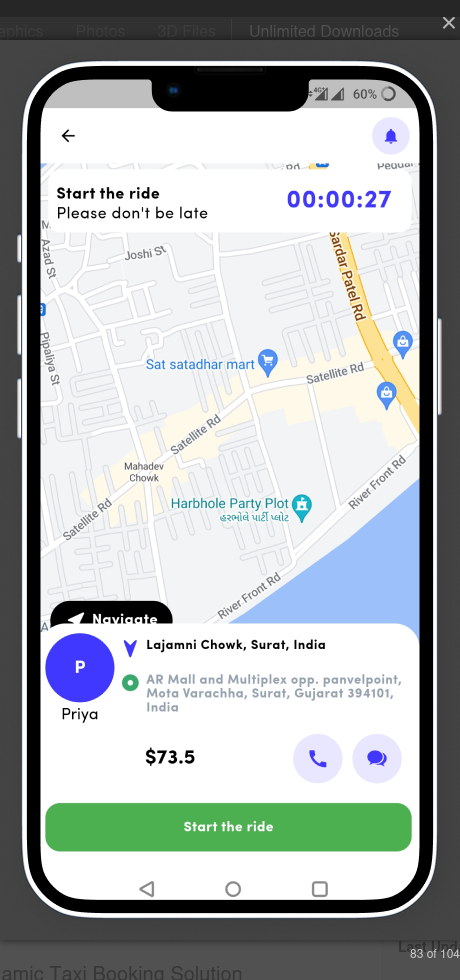 aphics Photos 3D Files Unlimited Downloads
4G 60%
Rd Peddar
Start the ride 00:00:27
Please don't be late
M
Azad St
Joshi St
Sardar Patel Rd
Pipaliya St
Sat satadhar mart
Satellite Rd
Satellite Rd
Mahadev
Chowk
River Front Rd
Harbhole Party Plot
હરભોલે પાર્ટી પ્લોટ
Satellite Rd
River Front Rd
Navigate
A
P
Lajamni Chowk, Surat, India
AR Mall and Multiplex opp. panvelpoint,
Mota Varachha, Surat, Gujarat 394101,
India
Priya
$73.5
Start the ride
83 of 104
Last Upd
amic Taxi Booking Solution